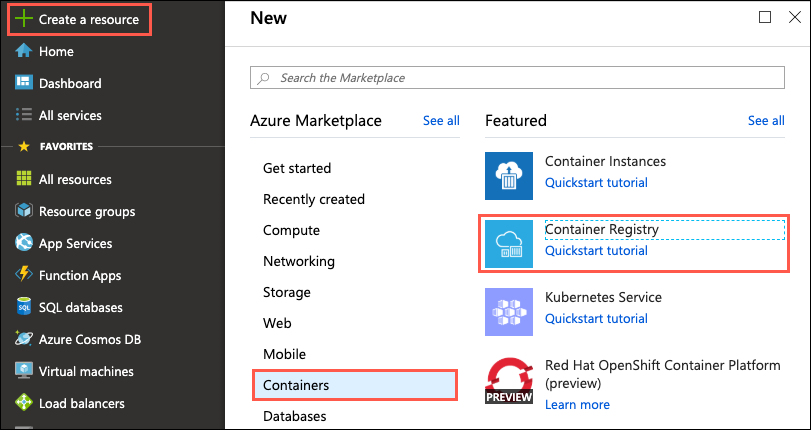 Create a resource
Home
Dashboard
All services
FAVORITES
All resources
Resource groups
App Services
Function Apps
SQL databases
Azure Cosmos DB
Virtual machines
Load balancers
New
Search the Marketplace
Azure Marketplace
See all
Get started
Recently created
Compute
Networking
Storage
Web
Mobile
Containers
Databases
Featured
See all
Container Instances
Quickstart tutorial
Container Registry
Quickstart tutorial
Kubernetes Service
Quickstart tutorial
Red Hat OpenShift Container Platform
(preview)
Learn more
PREVIEW